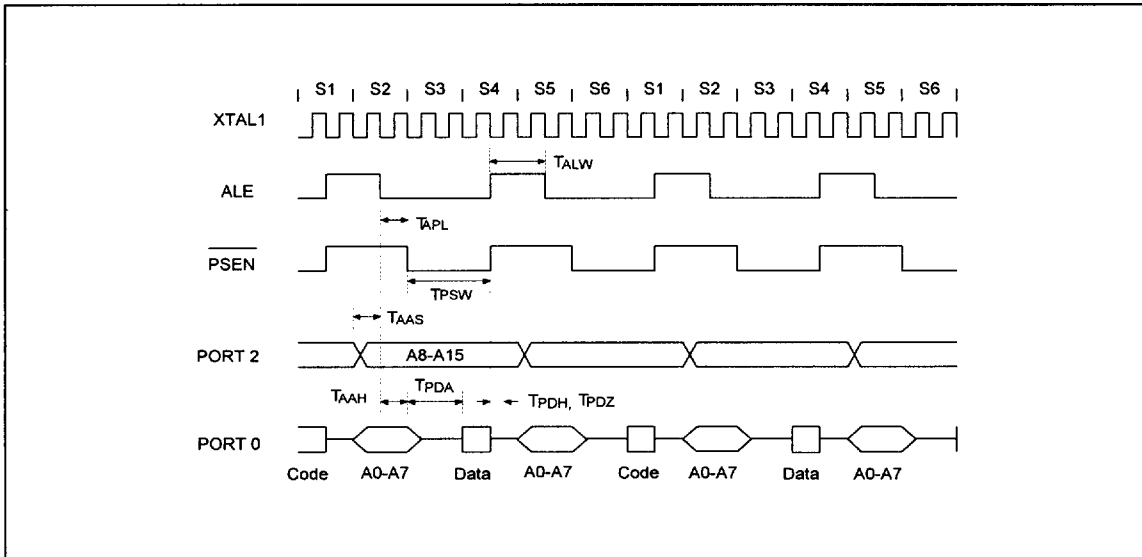 S1 S2 S3 S4 S5 S6 S1 S2 S3 S4 S5 S6
XTAL1
TALW
ALE
TAPL
PSEN
TPSW
TAAS
PORT 2 A8-A15
TAAH TPDA TPDH, TPDZ
PORT 0
Code A0-A7 Data A0-A7 Code A0-A7 Data A0-A7